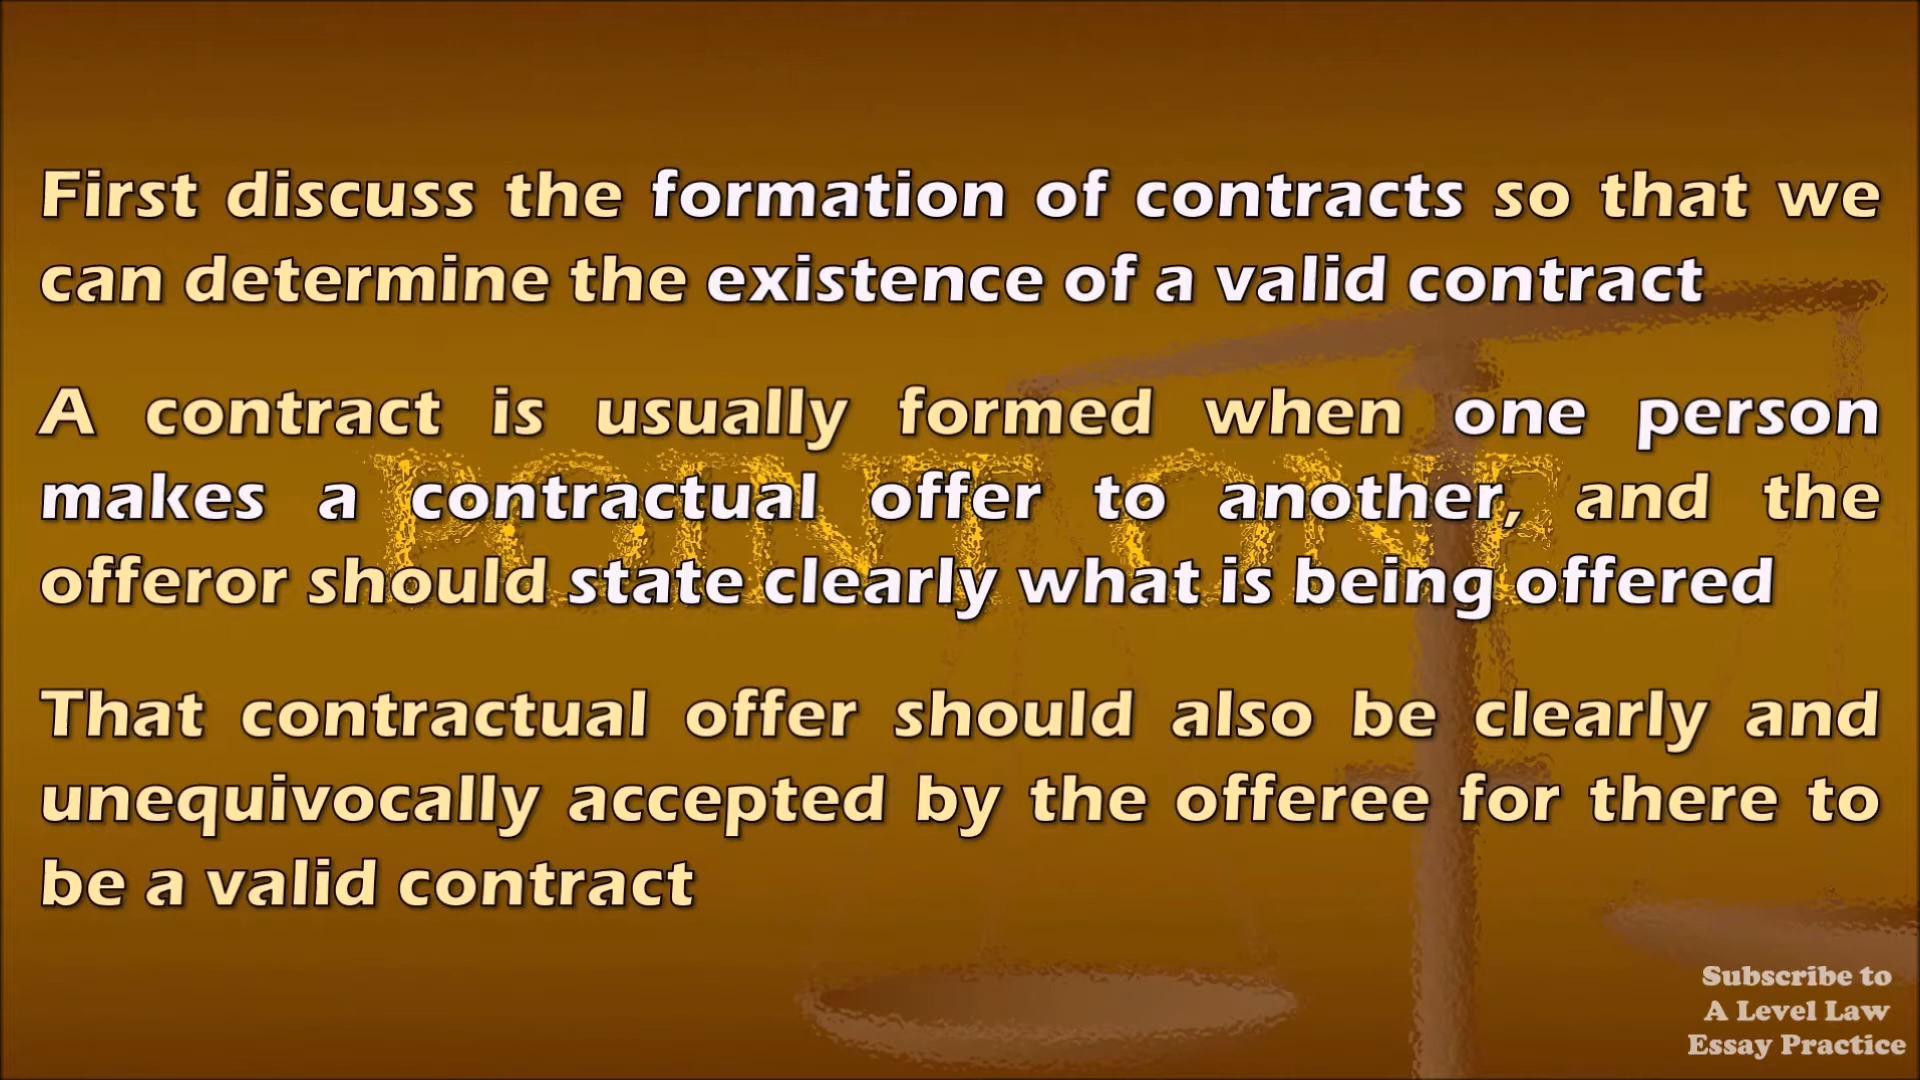 First discuss the formation of contracts so that we
can determine the existence of a valid contract
A contract is usually formed when one person
makes a contractual offer to another, and the
offeror should state clearly what is being offered
POINT ONE
That contractual offer should also be clearly and
unequivocally accepted by the offeree for there to
be a valid contract
Subscribe to
A Level Law
Essay Practice